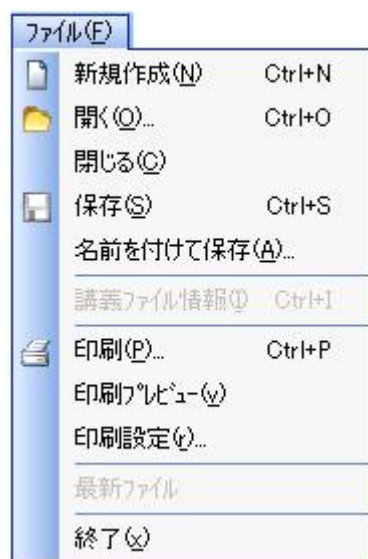 ファイル(F)
新規作成(N) Ctrl+N
開く(O)... Ctrl+O
閉じる(C)
保存(S) Ctrl+S
名前を付けて保存(A)...
講義ファイル情報(I) Ctrl+I
印刷(P)... Ctrl+P
印刷ﾌﾟﾚﾋﾞｭｰ(v)
印刷設定(r)...
最新ファイル
終了(x)